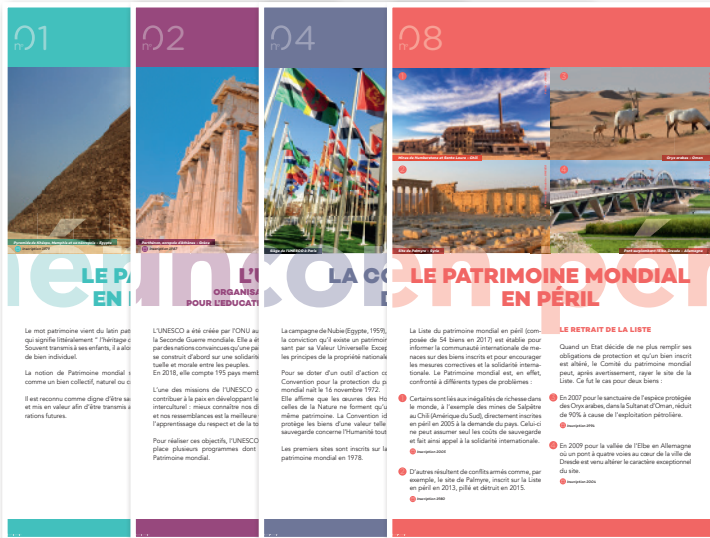 n°01
Pyramide de Khéops, Memphis et sa nécropole - Égypte
Inscription 1979
LE PA
EN
Le mot patrimoine vient du latin pat
qui signifie littéralement " l'héritage d
Souvent transmis à ses enfants, il a alo
de bien individuel.
La notion de Patrimoine mondial
comme un bien collectif, naturel ou c
Il est reconnu comme digne d'être sa
et mis en valeur afin d'être transmis a
rations futures.
n°02
Parthénon, acropole d'Athènes - Grèce
Inscription 1987
L'U
ORGANISA
POUR L'EDUCAT
L'UNESCO a été créée par l'ONU au
la Seconde Guerre mondiale. Elle a é
par des nations convaincues qu'une pa
se construit d'abord sur une solidarité
tuelle et morale entre les peuples.
En 2018, elle compte 195 pays memb
L'une des missions de l'UNESCO c
contribuer à la paix en développant le
interculturel : mieux connaître nos di
et nos ressemblances est la meilleure
l'apprentissage du respect et de la to
Pour réaliser ces objectifs, l'UNESCO
place plusieurs programmes dont
Patrimoine mondial.
n°04
Siège de l'UNESCO à Paris
LA CO
La campagne de Nubie (Egypte, 1959),
la conviction qu'il existe un patrimoin
sant par sa Valeur Universelle Excep
les principes de la propriété nationale
Pour se doter d'un outil d'action co
Convention pour la protection du p
mondial naît le 16 novembre 1972.
Elle affirme que les œuvres des Ho
celles de la Nature ne forment qu'u
même patrimoine. La Convention id
protège les biens d'une valeur telle
sauvegarde concerne l'Humanité tout
Les premiers sites sont inscrits sur la
patrimoine mondial en 1978.
n°08
1
Mines de Humberstone et Santa Laura - Chili
3
Oryx arabes - Oman
2
Site de Palmyre - Syrie
4
Pont surplombant l'Elbe, Dresde - Allemagne
LE PATRIMOINE MONDIAL
EN PÉRIL
La Liste du patrimoine mondial en péril (com-
posée de 54 biens en 2017) est établie pour
informer la communauté internationale de me-
naces sur des biens inscrits et pour encourager
les mesures correctives et la solidarité interna-
tionale. Le Patrimoine mondial est, en effet,
confronté à différents types de problèmes :
1 Certains sont liés aux inégalités de richesse dans
le monde, à l'exemple des mines de Salpêtre
au Chili (Amérique du Sud), directement inscrites
en péril en 2005 à la demande du pays. Celui-ci
ne peut assumer seul les coûts de sauvegarde
et fait ainsi appel à la solidarité internationale.
Inscription 2005
2 D'autres résultent de conflits armés comme, par
exemple, le site de Palmyre, inscrit sur la Liste
en péril en 2013, pillé et détruit en 2015.
Inscription 1980
LE RETRAIT DE LA LISTE
Quand un Etat décide de ne plus remplir ses
obligations de protection et qu'un bien inscrit
est altéré, le Comité du patrimoine mondial
peut, après avertissement, rayer le site de la
Liste. Ce fut le cas pour deux biens :
3 En 2007 pour le sanctuaire de l'espèce protégée
des Oryx arabes, dans la Sultanat d'Oman, réduit
de 90% à cause de l'exploitation pétrolière.
Inscription 1994
4 En 2009 pour la vallée de l'Elbe en Allemagne
où un pont à quatre voies au cœur de la ville de
Dresde est venu altérer le caractère exceptionnel
du site.
Inscription 2004